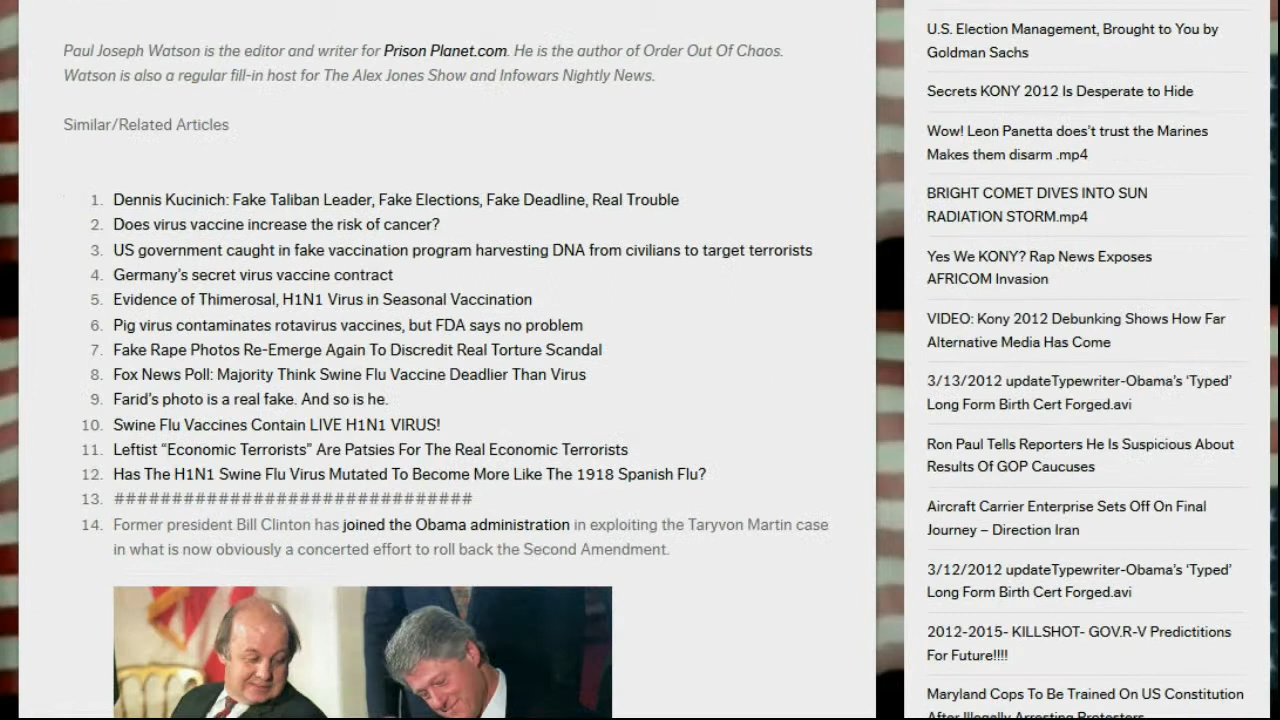 Paul Joseph Watson is the editor and writer for Prison Planet.com. He is the author of Order Out Of Chaos.
Watson is also a regular fill-in host for The Alex Jones Show and Infowars Nightly News.
Similar/Related Articles
1. Dennis Kucinich: Fake Taliban Leader, Fake Elections, Fake Deadline, Real Trouble
2. Does virus vaccine increase the risk of cancer?
3. US government caught in fake vaccination program harvesting DNA from civilians to target terrorists
4. Germany's secret virus vaccine contract
5. Evidence of Thimerosal, H1N1 Virus in Seasonal Vaccination
6. Pig virus contaminates rotavirus vaccines, but FDA says no problem
7. Fake Rape Photos Re-Emerge Again To Discredit Real Torture Scandal
8. Fox News Poll: Majority Think Swine Flu Vaccine Deadlier Than Virus
9. Farid's photo is a real fake. And so is he.
10. Swine Flu Vaccines Contain LIVE H1N1 VIRUS!
11. Leftist “Economic Terrorists” Are Patsies For The Real Economic Terrorists
12. Has The H1N1 Swine Flu Virus Mutated To Become More Like The 1918 Spanish Flu?
13. ###############################
14. Former president Bill Clinton has joined the Obama administration in exploiting the Taryvon Martin case
in what is now obviously a concerted effort to roll back the Second Amendment.
U.S. Election Management, Brought to You by
Goldman Sachs
Secrets KONY 2012 Is Desperate to Hide
Wow! Leon Panetta does't trust the Marines
Makes them disarm .mp4
BRIGHT COMET DIVES INTO SUN
RADIATION STORM.mp4
Yes We KONY? Rap News Exposes
AFRICOM Invasion
VIDEO: Kony 2012 Debunking Shows How Far
Alternative Media Has Come
3/13/2012 updateTypewriter-Obama's ‘Typed’
Long Form Birth Cert Forged.avi
Ron Paul Tells Reporters He Is Suspicious About
Results Of GOP Caucuses
Aircraft Carrier Enterprise Sets Off On Final
Journey – Direction Iran
3/12/2012 updateTypewriter-Obama's ‘Typed’
Long Form Birth Cert Forged.avi
2012-2015- KILLSHOT- GOV.R-V Predictitions
For Future!!!!
Maryland Cops To Be Trained On US Constitution
After Illegally Arresting Protesters